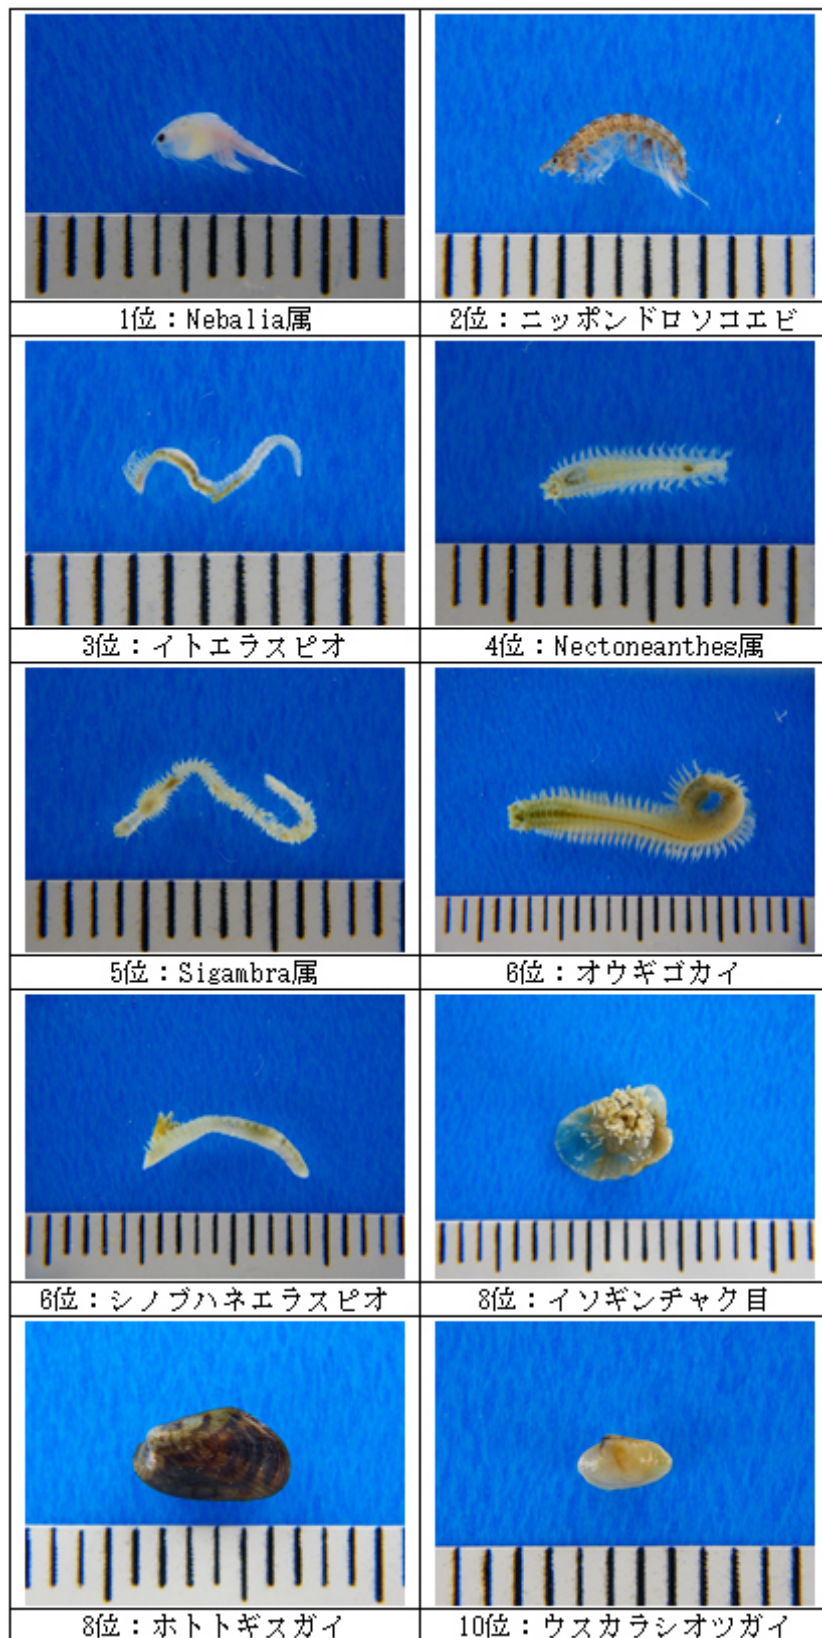 1位：Nebalia属
2位：ニッポンドロソコエビ
3位：イトエラスピオ
4位：Nectoneanthes属
5位：Sigambra属
6位：オウギゴカイ
6位：シノブハネエラスピオ
8位：イソギンチャク目
8位：ホトトギスガイ
10位：ウスカラシオツガイ